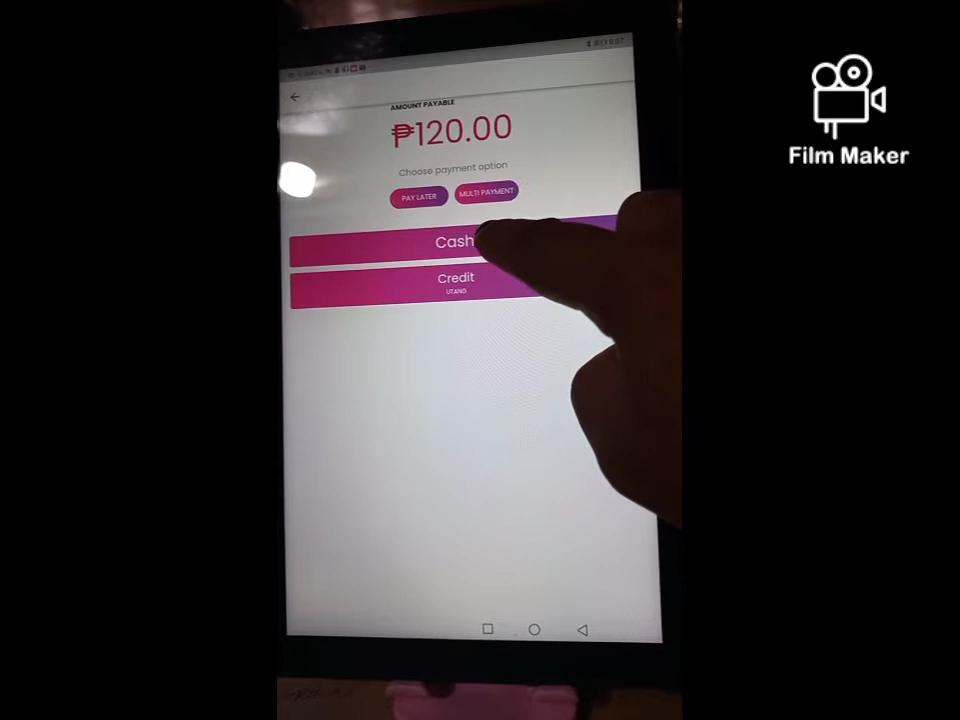 AMOUNT PAYABLE
₱120.00
Choose payment option
PAY LATER
MULTI PAYMENT
Cash
Credit
UTANG
Film Maker